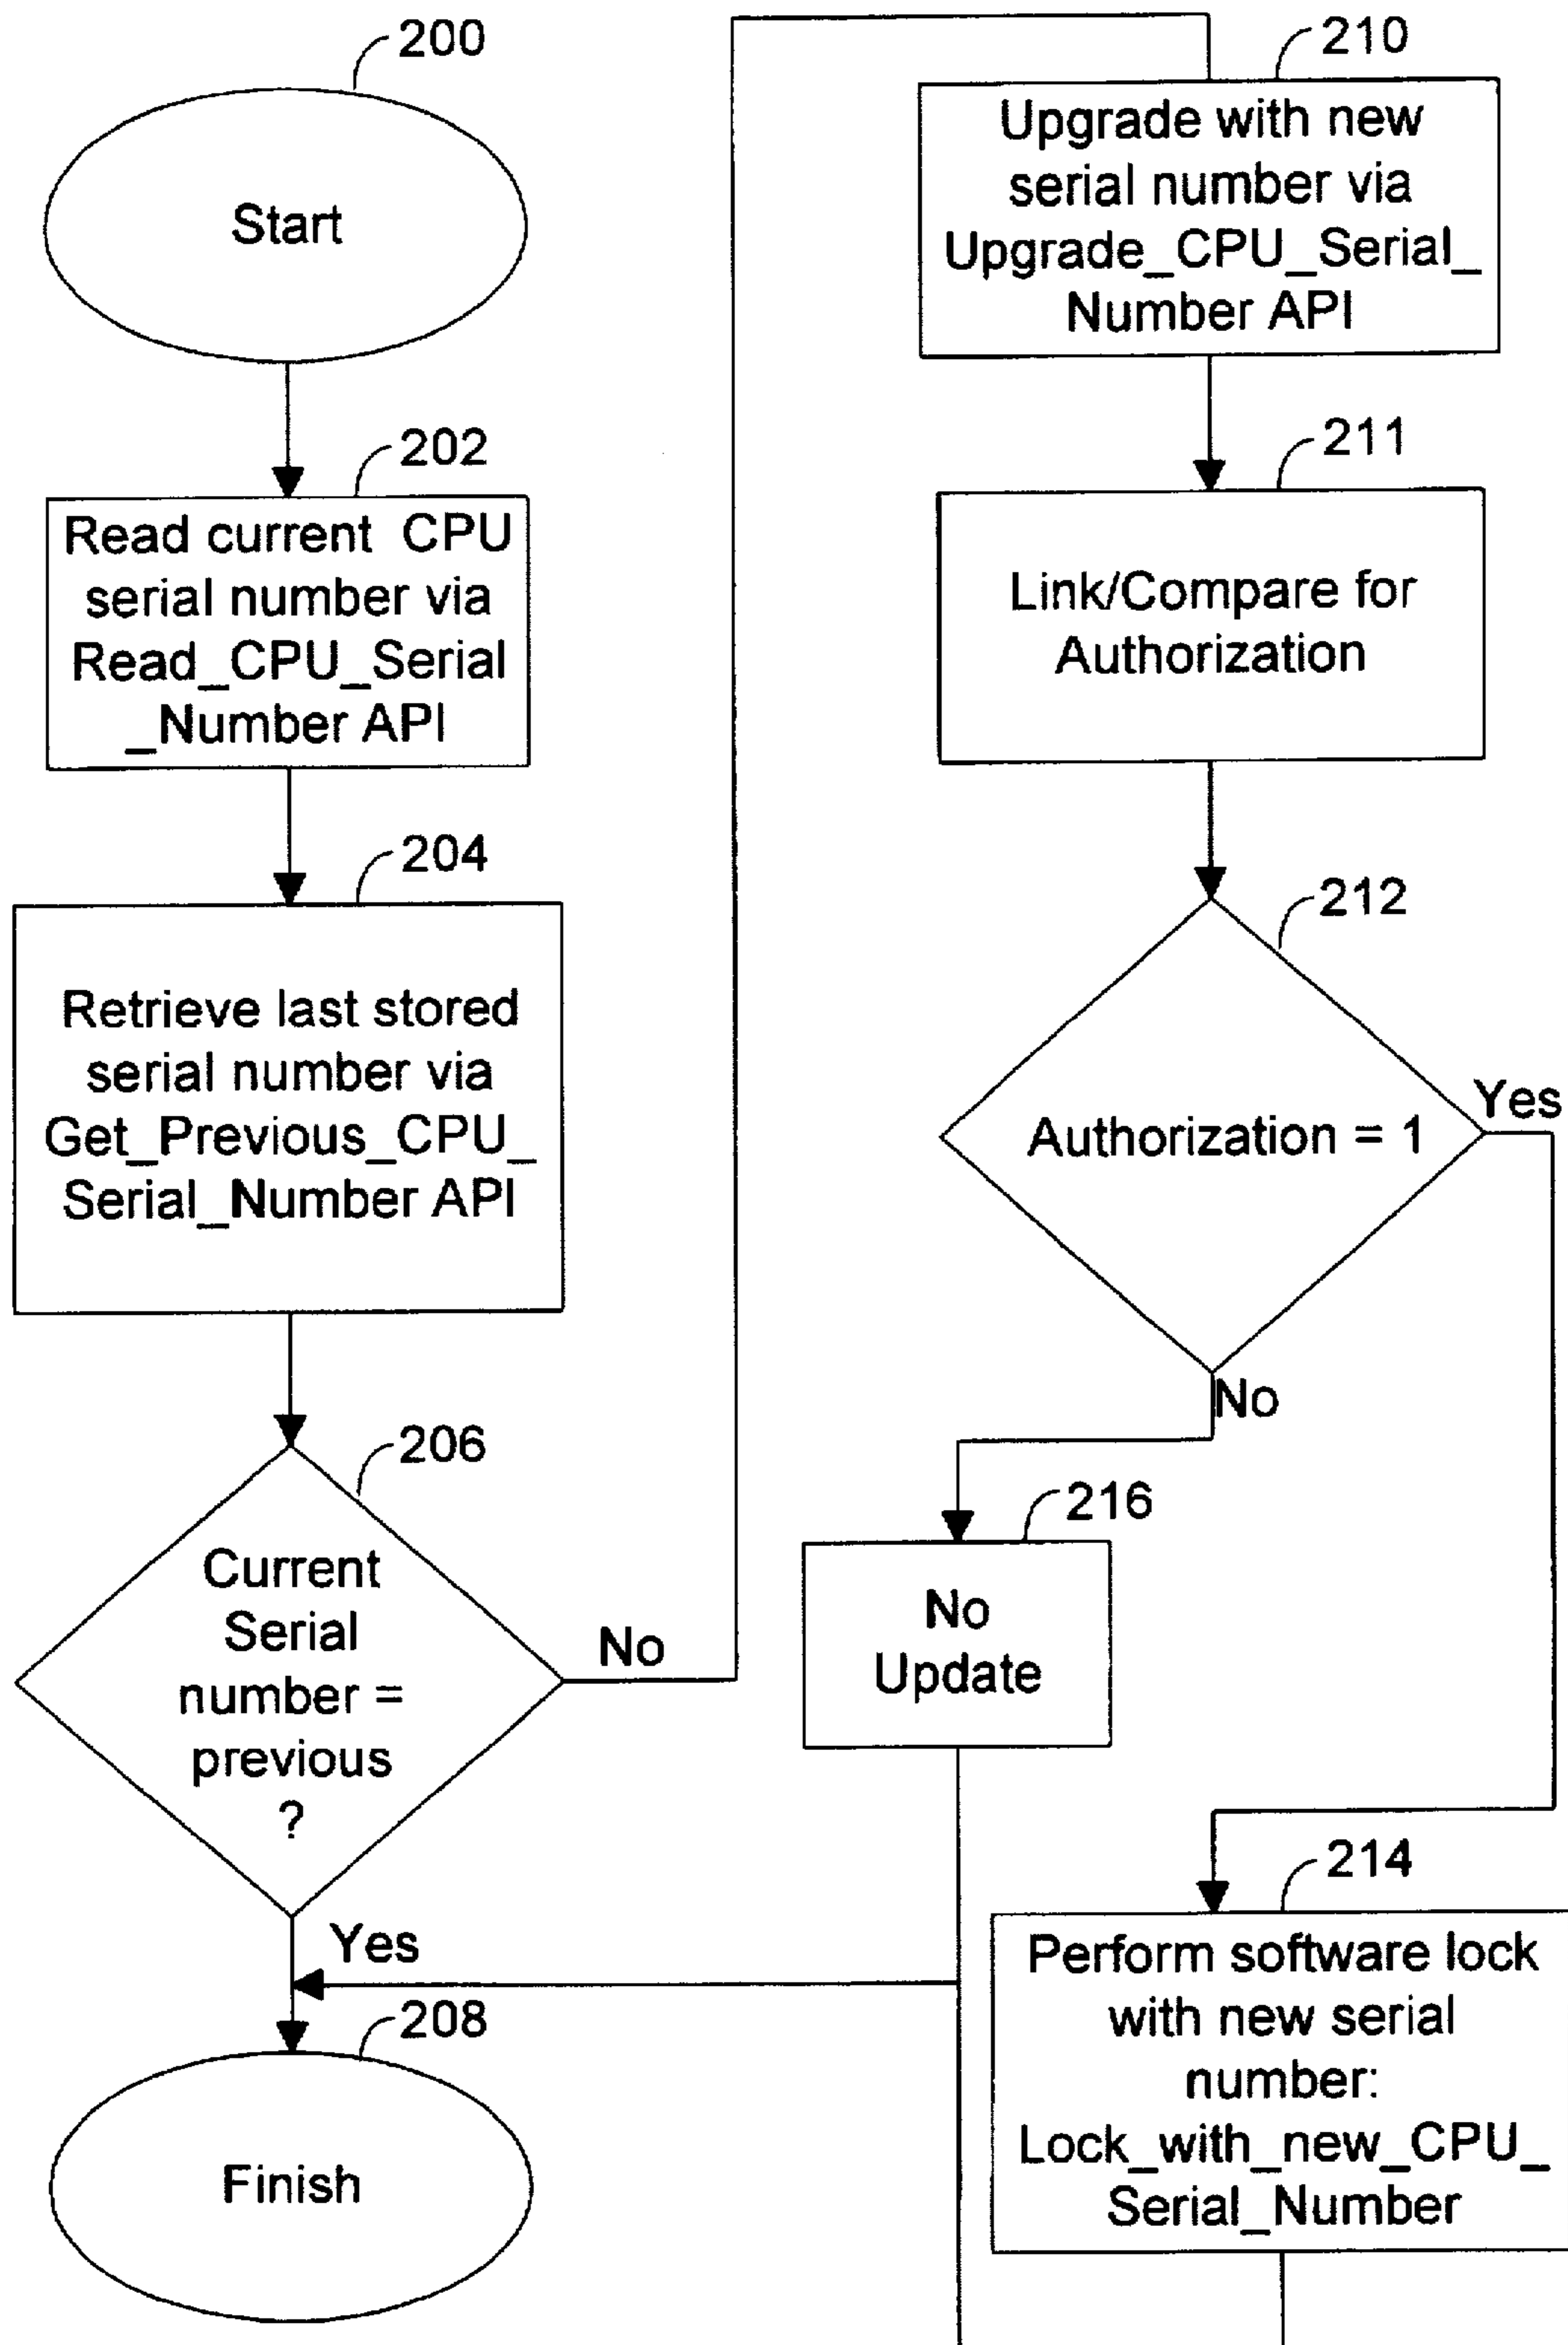 200
Start
202
Read current CPU
serial number via
Read_CPU_Serial
_Number API
204
Retrieve last stored
serial number via
Get_Previous_CPU_
Serial_Number API
206
Current
Serial
number =
previous
?
No
Yes
208
Finish
210
Upgrade with new
serial number via
Upgrade_CPU_Serial_
Number API
211
Link/Compare for
Authorization
212
Authorization = 1
Yes
No
216
No
Update
214
Perform software lock
with new serial
number:
Lock_with_new_CPU_
Serial_Number